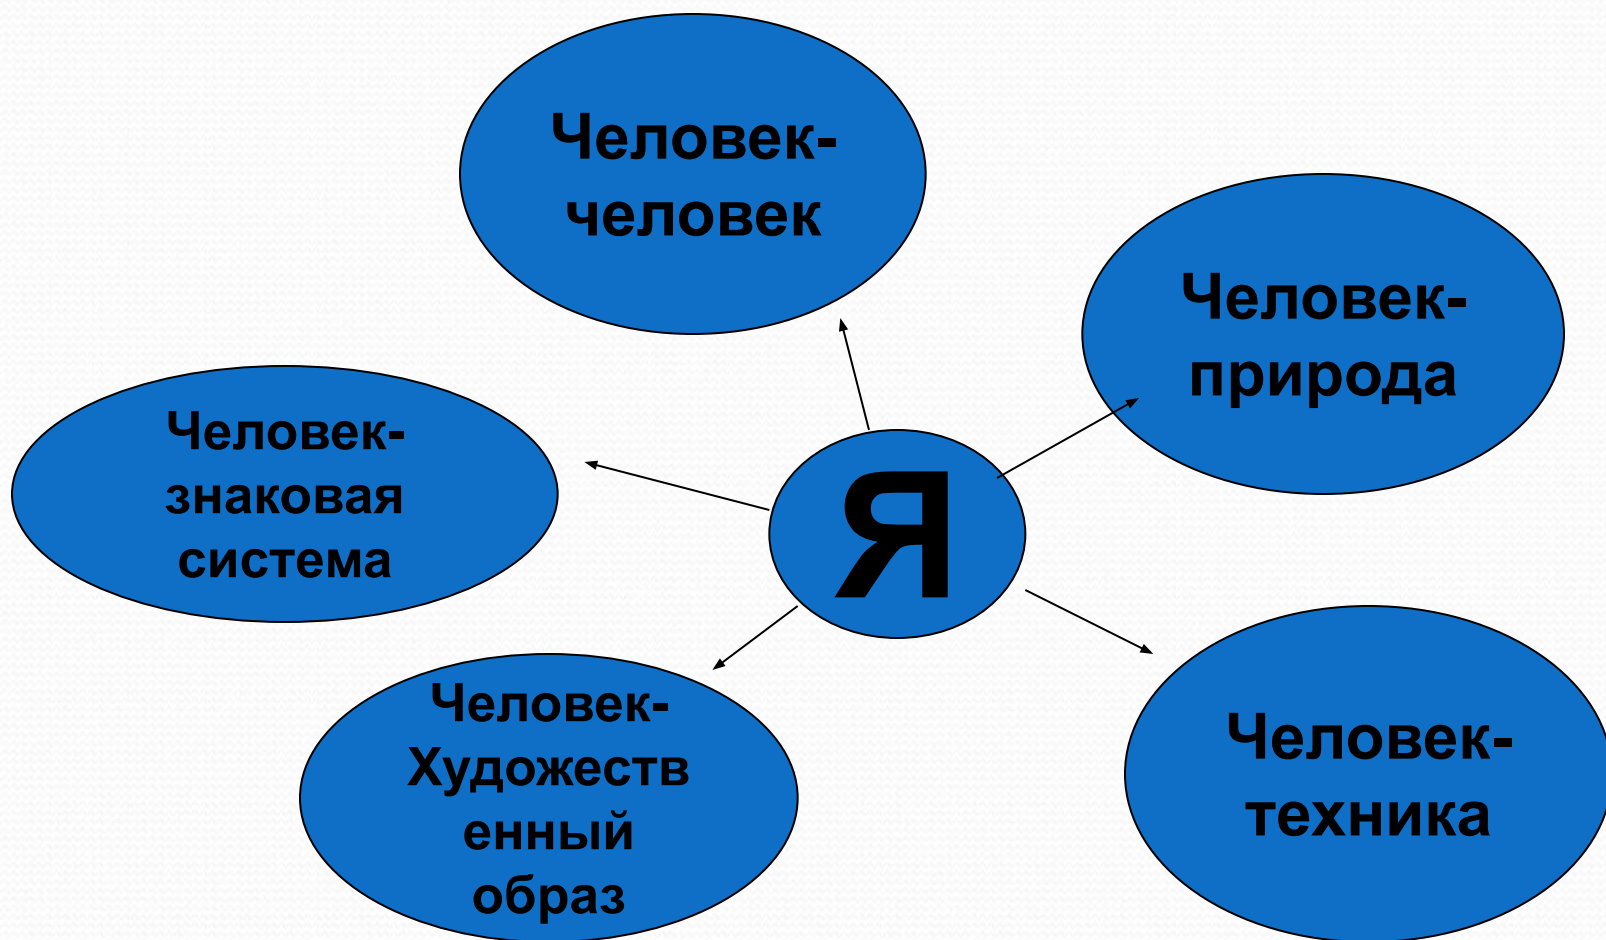 Человек-
человек
Человек-
природа
Человек-
знаковая
система
Я
Человек-
Художеств
енный
образ
Человек-
техника